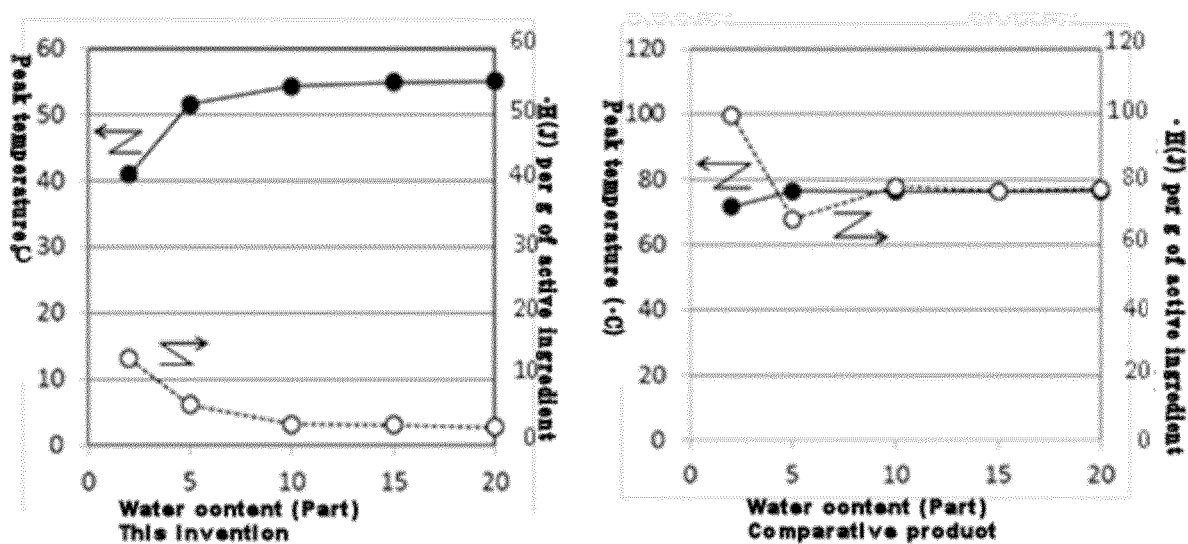 60
50
40
30
20
10
0
Peak temperature℃
60
50
40
30
20
10
0
·H(J) per g of active ingredient
0 5 10 15 20
Water content (Part)
This invention
120
100
80
60
40
20
0
Peak temperature (·C)
120
100
80
60
40
20
0
·H(J) per g of active ingredient
0 5 10 15 20
Water content (Part)
Comparative product